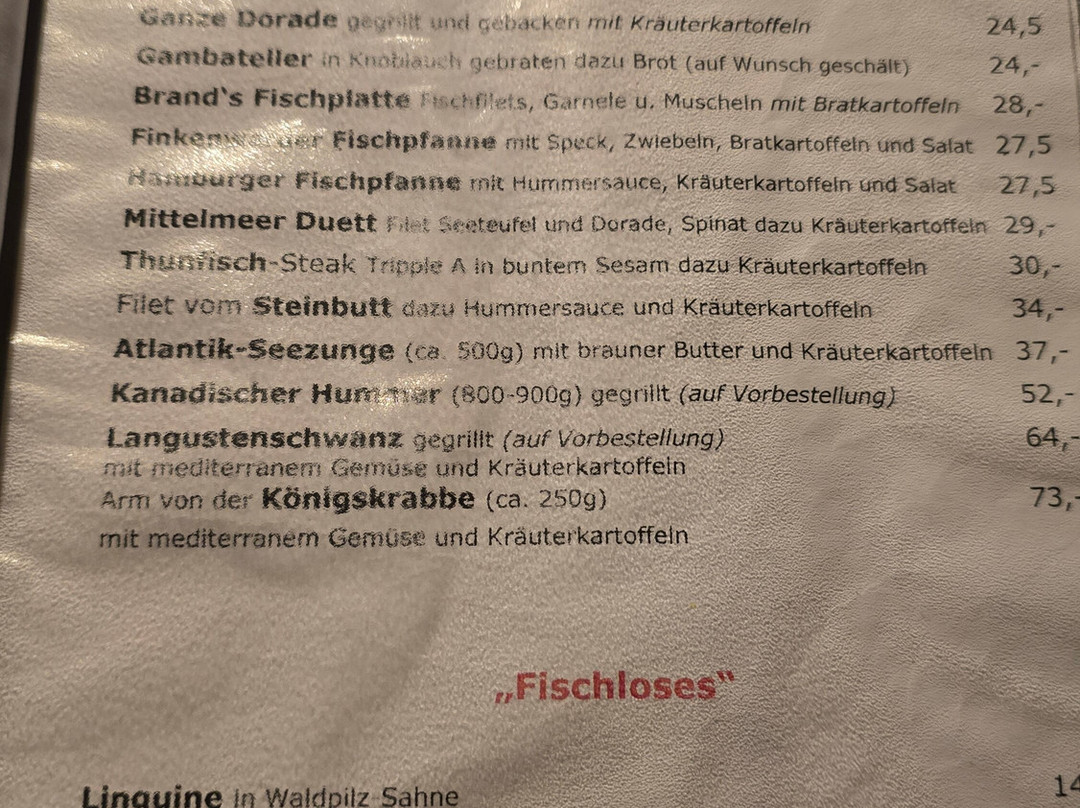 Ganze Dorade gegrillt und gebacken mit Kräuterkartoffeln 24,5
Gambateller in Knoblauch gebraten dazu Brot (auf Wunsch geschält) 24,-
Brand's Fischplatte Fischfilets, Garnele u. Muscheln mit Bratkartoffeln 28,-
Finkenwerder Fischpfanne mit Speck, Zwiebeln, Bratkartoffeln und Salat 27,5
Hamburger Fischpfanne mit Hummersauce, Kräuterkartoffeln und Salat 27,5
Mittelmeer Duett Filet Seeteufel und Dorade, Spinat dazu Kräuterkartoffeln 29,-
Thunfisch-Steak Tripple A in buntem Sesam dazu Kräuterkartoffeln 30,-
Filet vom Steinbutt dazu Hummersauce und Kräuterkartoffeln 34,-
Atlantik-Seezunge (ca. 500g) mit brauner Butter und Kräuterkartoffeln 37,-
Kanadischer Hummer (800-900g) gegrillt (auf Vorbestellung) 52,-
Langustenschwanz gegrillt (auf Vorbestellung) 64,-
mit mediterranem Gemüse und Kräuterkartoffeln
Arm von der Königskrabbe (ca. 250g) 73,-
mit mediterranem Gemüse und Kräuterkartoffeln
„Fischloses“
Linguine in Waldpilz-Sahne